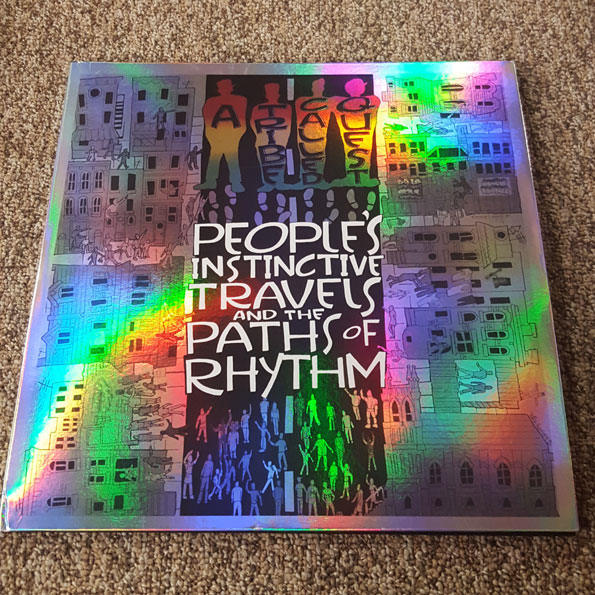 A TRIBE CALLED QUEST
PEOPLE'S
INSTINCTIVE
TRAVELS
AND THE
PATHS OF
RHYTHM